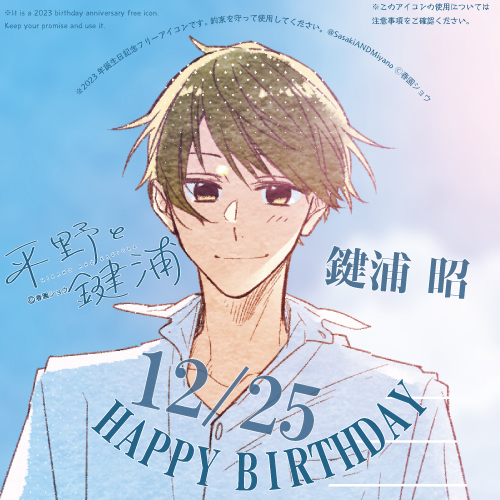 ※It is a 2023 birthday anniversary free icon.
Keep your promise and use it.
※このアイコンの使用については
注意事項をご確認ください。
※2023年誕生日記念フリーアイコンです。約束を守って使用してください。@SasakiANDMiyano ©春園ショウ
平野と
HIRANO AND KAGIURA
鍵浦
©春園ショウ
鍵浦 昭
12/25
HAPPY BIRTHDAY